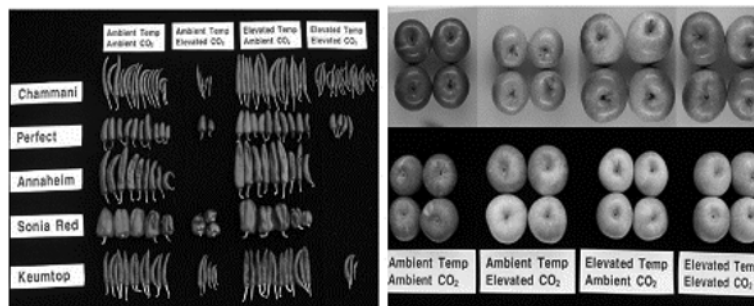 Ambient Temp
Ambient CO₂
Ambient Temp
Elevated CO₂
Elevated Temp
Ambient CO₂
Elevated Temp
Elevated CO₂
Chammani
Perfect
Annaheim
Sonia Red
Keumtop
Ambient Temp
Ambient CO₂
Ambient Temp
Elevated CO₂
Elevated Temp
Ambient CO₂
Elevated Tem
Elevated CO₂